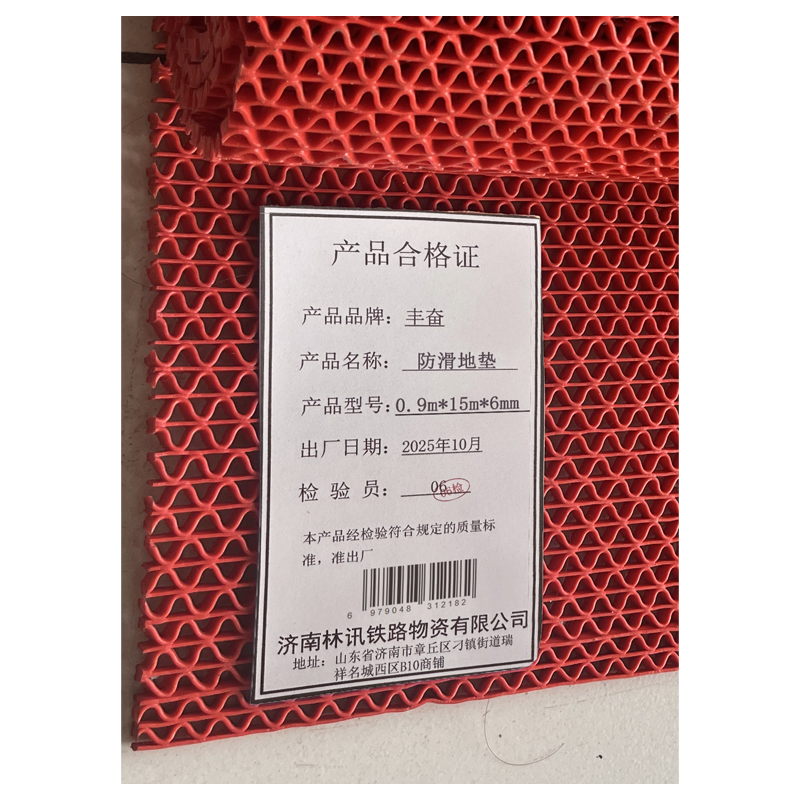 产品合格证
产品品牌：丰奋
产品名称： 防滑地垫
产品型号：0.9m*15m*6mm
出厂日期：2025年10月
检 验 员： 06
06检
本产品经检验符合规定的质量标
准，准出厂
6 979048 312182
济南林讯铁路物资有限公司
地址：山东省济南市章丘区刁镇街道瑞
祥名城西区B10商铺